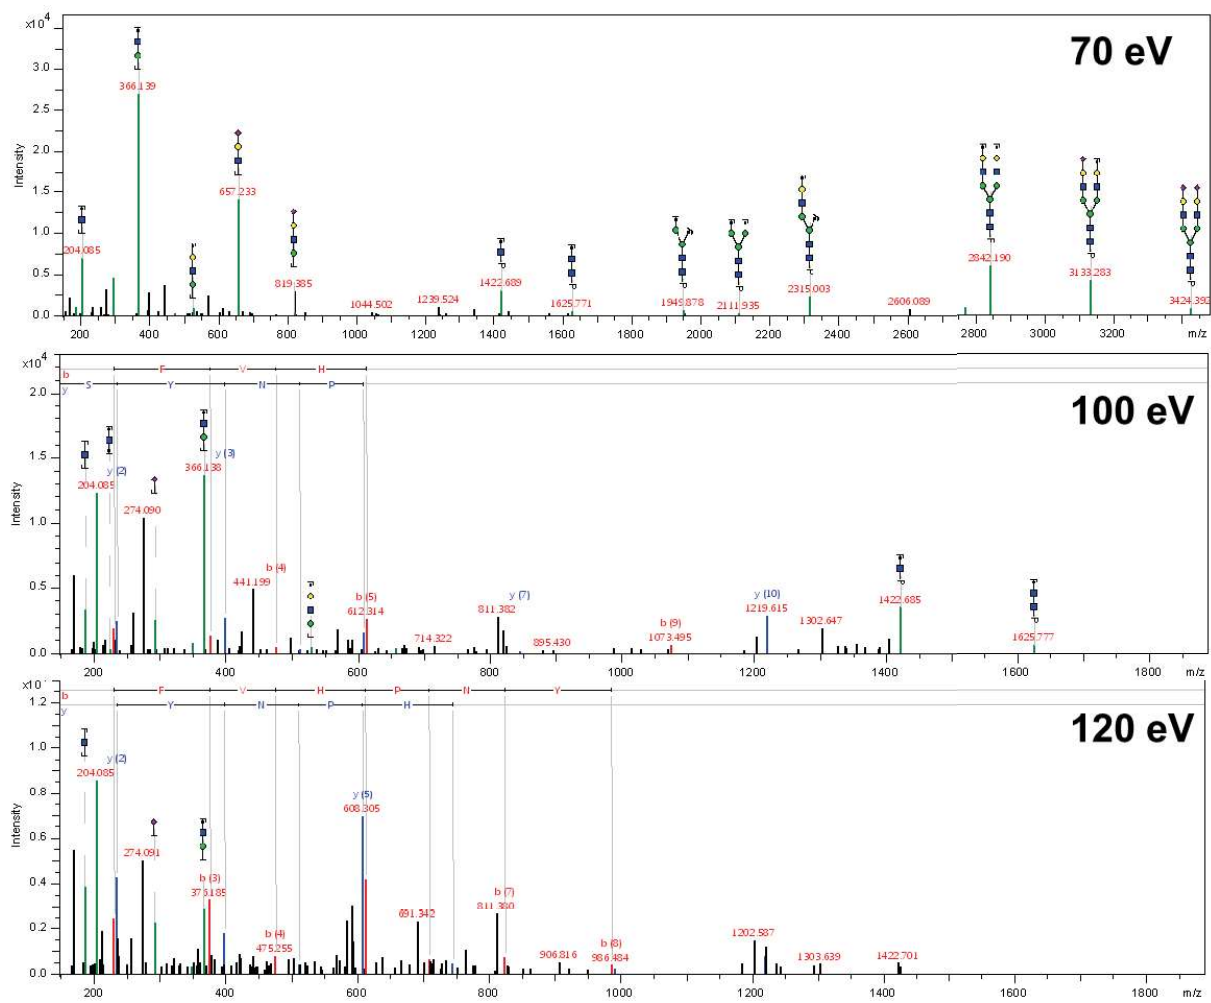 x10⁴
70 eV
3.0
2.5
2.0
1.5
1.0
0.5
0.0
Intensity
204.085
366.139
657.233
819.385
1044.502
1239.524
1422.689
1625.771
1949.878
2111.935
2315.003
2606.089
2842.190
3133.283
3424.392
200 400 600 800 1000 1200 1400 1600 1800 2000 2200 2400 2600 2800 3000 3200 m/z
x10⁴
100 eV
b F V H
y S Y N P
2.0
1.5
1.0
0.5
0.0
Intensity
y (2)
204.085
274.090
y (3)
366.138
b (4)
441.199
b (5)
612.314
714.322
y (7)
811.382
895.430
b (9)
1073.495
y (10)
1219.615
1302.647
1422.685
1625.777
200 400 600 800 1000 1200 1400 1600 1800 m/z
120 eV
b F V H P N Y
y Y N P H
1.2
1.0
0.8
0.6
0.4
0.2
0.0
Intensity
y (2)
204.085
274.091
b (3)
b (4)
475.255
y (5)
608.305
691.342
b (7)
811.380
906.816
b (8)
986.484
1202.587
1303.639
1422.701
200 400 600 800 1000 1200 1400 1600 1800 m/z